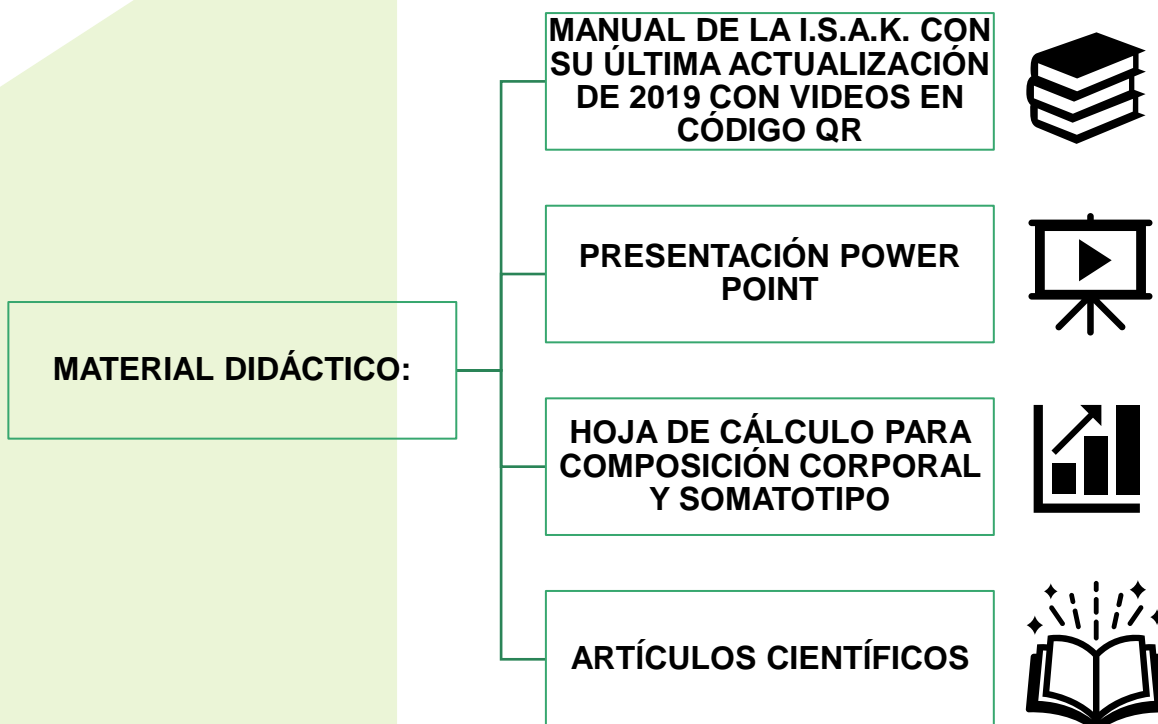 MANUAL DE LA I.S.A.K. CON
SU ÚLTIMA ACTUALIZACIÓN
DE 2019 CON VIDEOS EN
CÓDIGO QR
PRESENTACIÓN POWER
POINT
MATERIAL DIDÁCTICO:
HOJA DE CÁLCULO PARA
COMPOSICIÓN CORPORAL
Y SOMATOTIPO
ARTÍCULOS CIENTÍFICOS